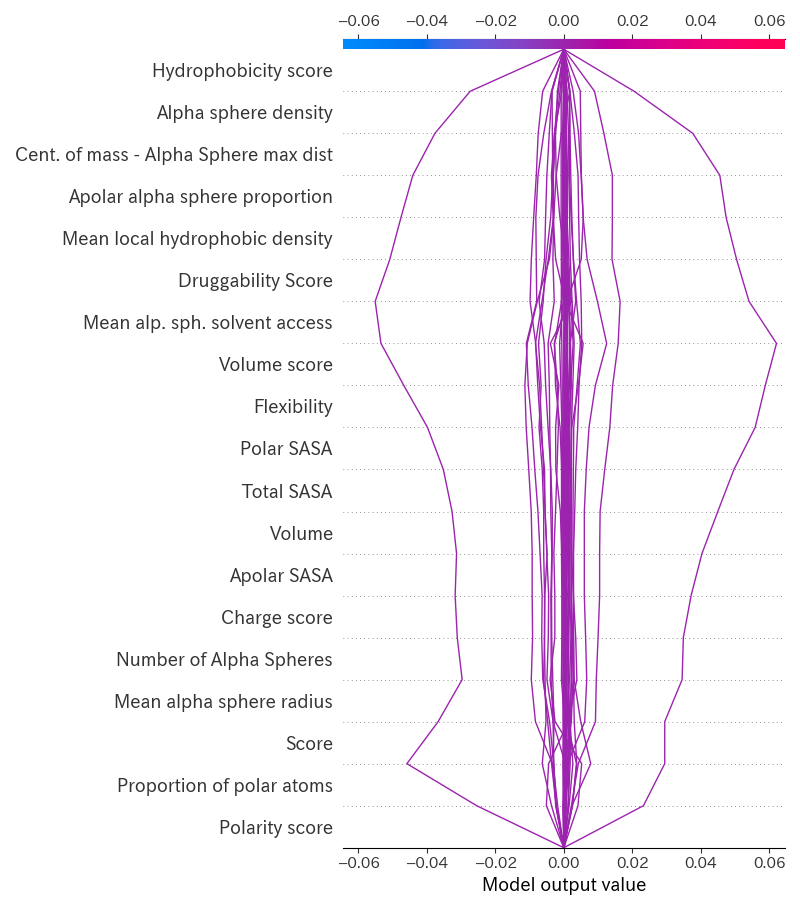 −0.06 −0.04 −0.02 0.00 0.02 0.04 0.06
Hydrophobicity score
Alpha sphere density
Cent. of mass - Alpha Sphere max dist
Apolar alpha sphere proportion
Mean local hydrophobic density
Druggability Score
Mean alp. sph. solvent access
Volume score
Flexibility
Polar SASA
Total SASA
Volume
Apolar SASA
Charge score
Number of Alpha Spheres
Mean alpha sphere radius
Score
Proportion of polar atoms
Polarity score
−0.06 −0.04 −0.02 0.00 0.02 0.04 0.06
Model output value